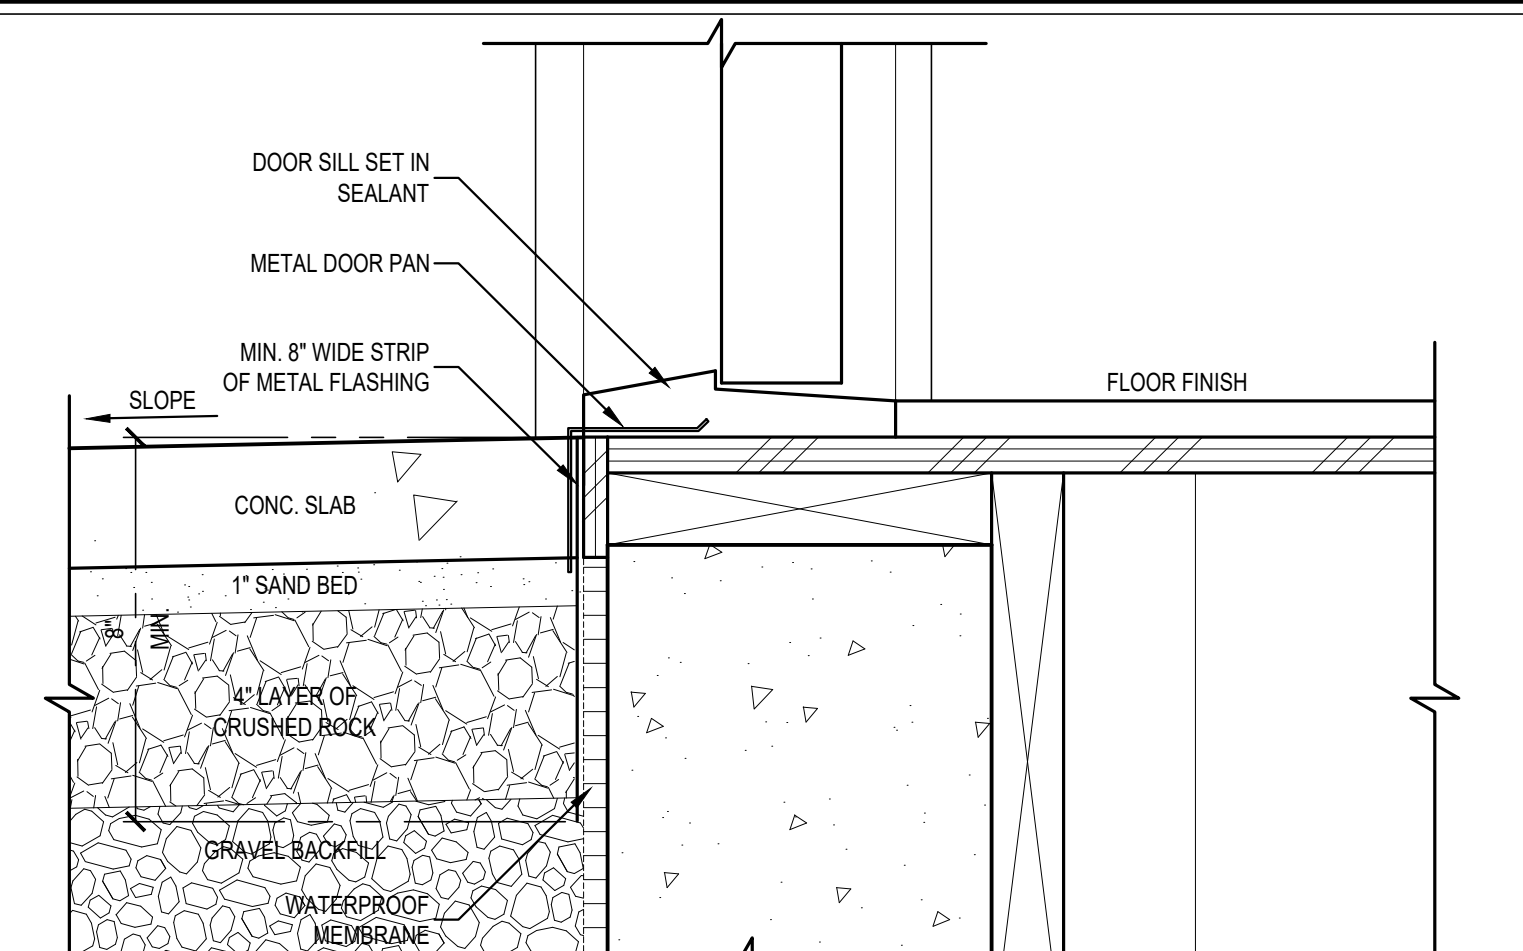 DOOR SILL SET IN
SEALANT
METAL DOOR PAN
MIN. 8" WIDE STRIP
OF METAL FLASHING
SLOPE
FLOOR FINISH
CONC. SLAB
1" SAND BED
8"
MIN.
4" LAYER OF
CRUSHED ROCK
GRAVEL BACKFILL
WATERPROOF
MEMBRANE